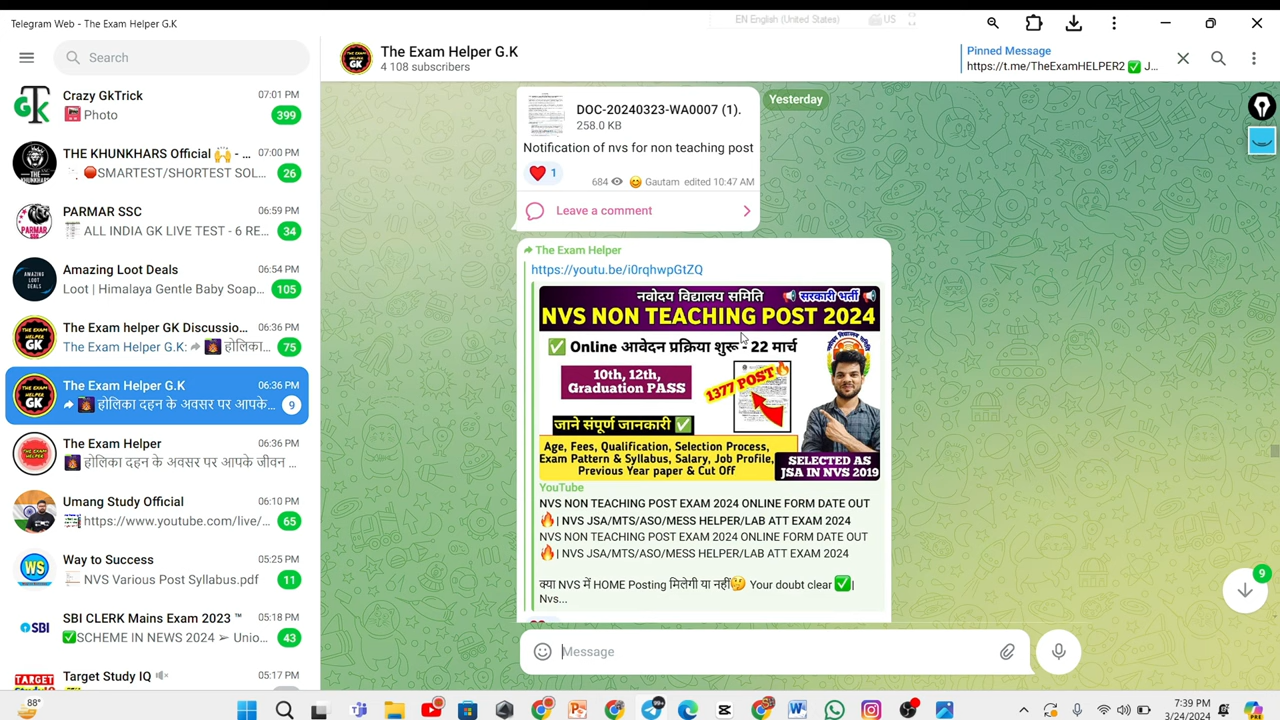 Telegram Web - The Exam Helper G.K
EN English (United States) US
Search
Crazy GkTrick 07:01 PM
Photo. 399
THE KHUNKHARS Official 🙌 - ... 07:00 PM
🔴SMARTEST/SHORTEST SOL... 26
PARMAR SSC 06:59 PM
ALL INDIA GK LIVE TEST - 6 RE... 34
Amazing Loot Deals 06:54 PM
Loot | Himalaya Gentle Baby Soap... 105
The Exam helper GK Discussio... 06:36 PM
The Exam Helper G.K: होलिका... 75
The Exam Helper G.K 06:36 PM
होलिका दहन के अवसर पर आपके... 9
The Exam Helper 06:36 PM
होलिका दहन के अवसर पर आपके जीवन ...
Umang Study Official 06:10 PM
https://www.youtube.com/live/... 65
Way to Success 05:25 PM
NVS Various Post Syllabus.pdf 11
SBI CLERK Mains Exam 2023 ™ 05:18 PM
✅SCHEME IN NEWS 2024 ➢ Unio... 43
Target Study IQ 05:17 PM
The Exam Helper G.K
4 108 subscribers
Pinned Message
https://t.me/TheExamHELPER2 ✅ J...
Yesterday
DOC-20240323-WA0037 (1).
258.0 KB
Notification of nvs for non teaching post
❤ 1
684 😊 Gautam edited 10:47 AM
Leave a comment
The Exam Helper
https://youtu.be/i0rqhwpGtZQ
नवोदय विद्यालय समिति 📢 सरकारी भर्ती 📢
NVS NON TEACHING POST 2024
✅ Online आवेदन प्रक्रिया शुरू - 22 मार्च
10th, 12th,
Graduation PASS
1377 POST
जाने संपूर्ण जानकारी ✅
Age, Fees, Qualification, Selection Process,
Exam Pattern & Syllabus, Salary, Job Profile,
Previous Year paper & Cut Off
SELECTED AS
JSA IN NVS 2019
YouTube
NVS NON TEACHING POST EXAM 2024 ONLINE FORM DATE OUT
🔥| NVS JSA/MTS/ASO/MESS HELPER/LAB ATT EXAM 2024
NVS NON TEACHING POST EXAM 2024 ONLINE FORM DATE OUT
🔥| NVS JSA/MTS/ASO/MESS HELPER/LAB ATT EXAM 2024
क्या NVS में HOME Posting मिलेगी या नहीं🤔 Your doubt clear ✅|
Nvs...
9
Message
88°
99+
7:39 PM
3/24/2024